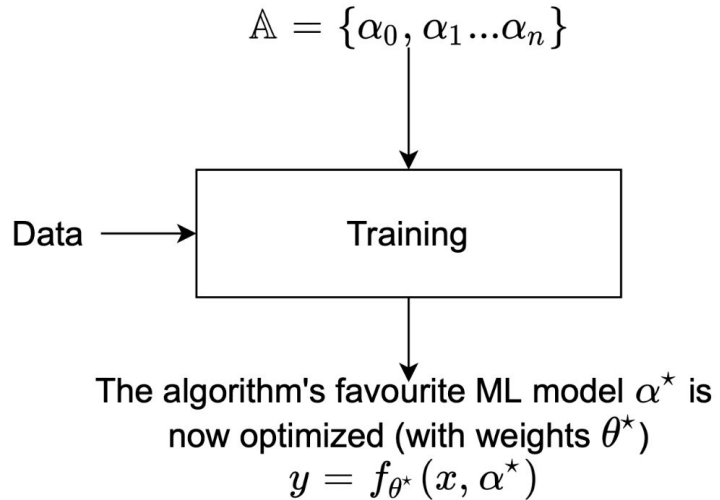 𝔸 = {α₀, α₁...αₙ}
Data
Training
The algorithm's favourite ML model α⋆ is
now optimized (with weights θ⋆)
y = f_θ⋆(x, α⋆)